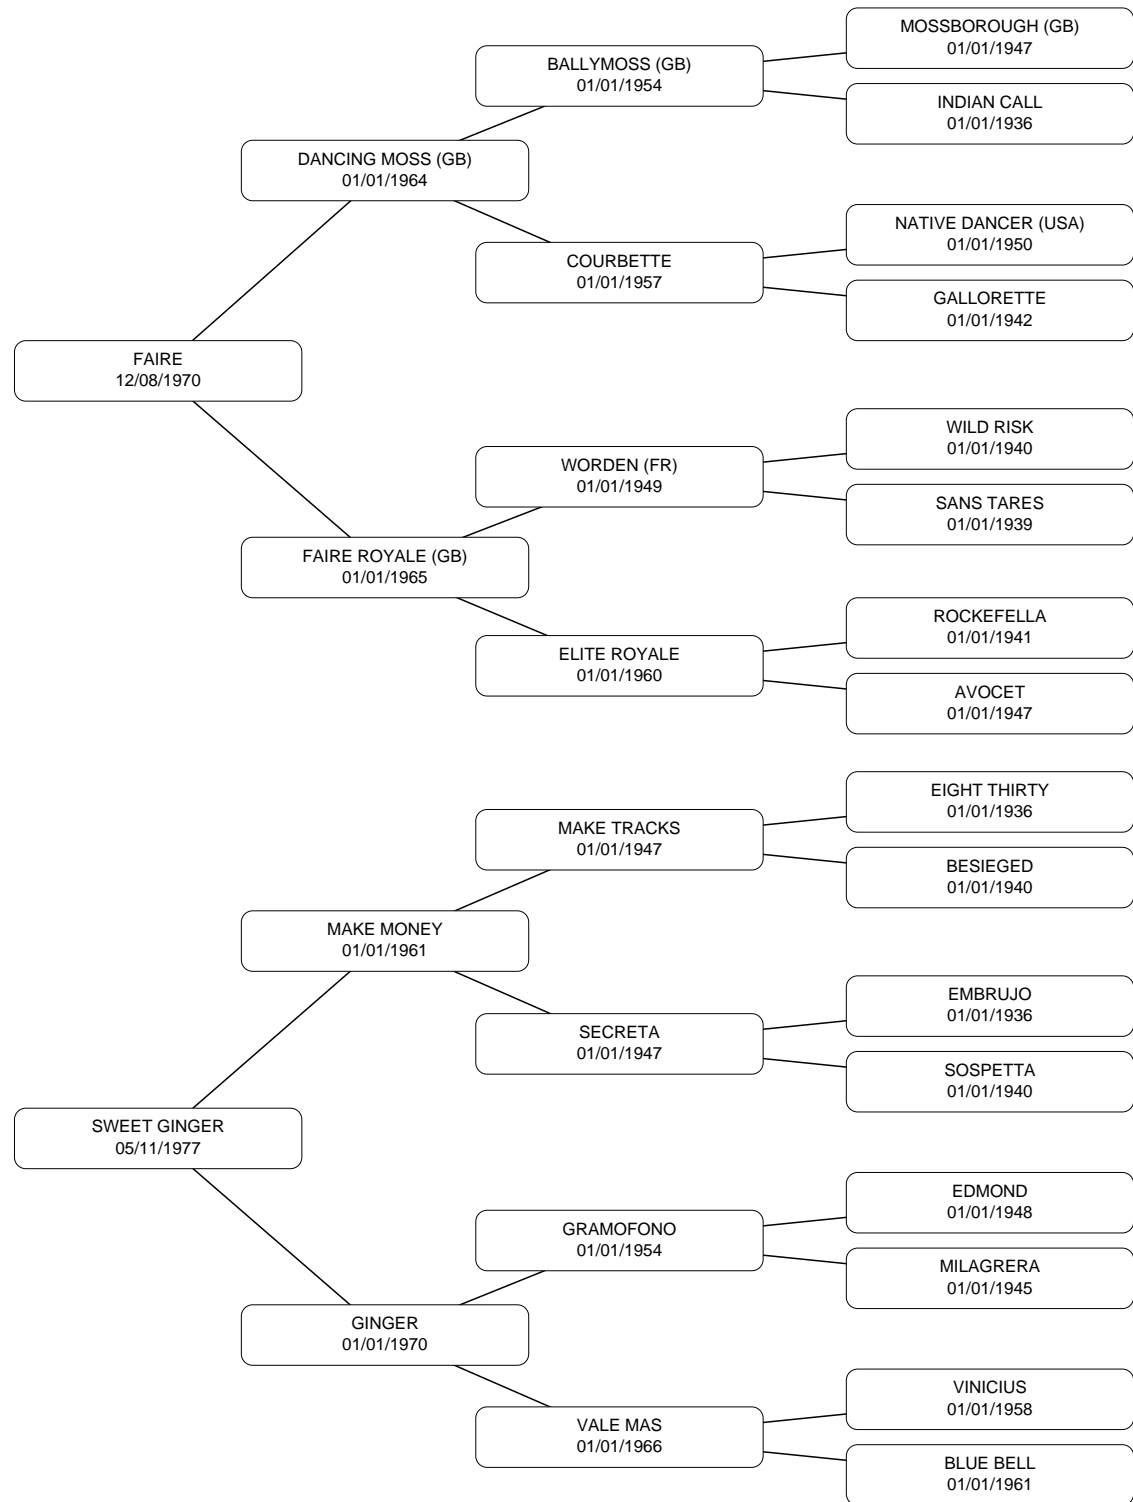 MOSSBOROUGH (GB)
01/01/1947
BALLYMOSS (GB)
01/01/1954
INDIAN CALL
01/01/1936
DANCING MOSS (GB)
01/01/1964
NATIVE DANCER (USA)
01/01/1950
COURBETTE
01/01/1957
GALLORETTE
01/01/1942
FAIRE
12/08/1970
WILD RISK
01/01/1940
WORDEN (FR)
01/01/1949
SANS TARES
01/01/1939
FAIRE ROYALE (GB)
01/01/1965
ROCKEFELLA
01/01/1941
ELITE ROYALE
01/01/1960
AVOCET
01/01/1947
EIGHT THIRTY
01/01/1936
MAKE TRACKS
01/01/1947
BESIEGED
01/01/1940
MAKE MONEY
01/01/1961
EMBRUJO
01/01/1936
SECRETA
01/01/1947
SOSPETTA
01/01/1940
SWEET GINGER
05/11/1977
EDMOND
01/01/1948
GRAMOFONO
01/01/1954
MILAGRERA
01/01/1945
GINGER
01/01/1970
VINICIUS
01/01/1958
VALE MAS
01/01/1966
BLUE BELL
01/01/1961